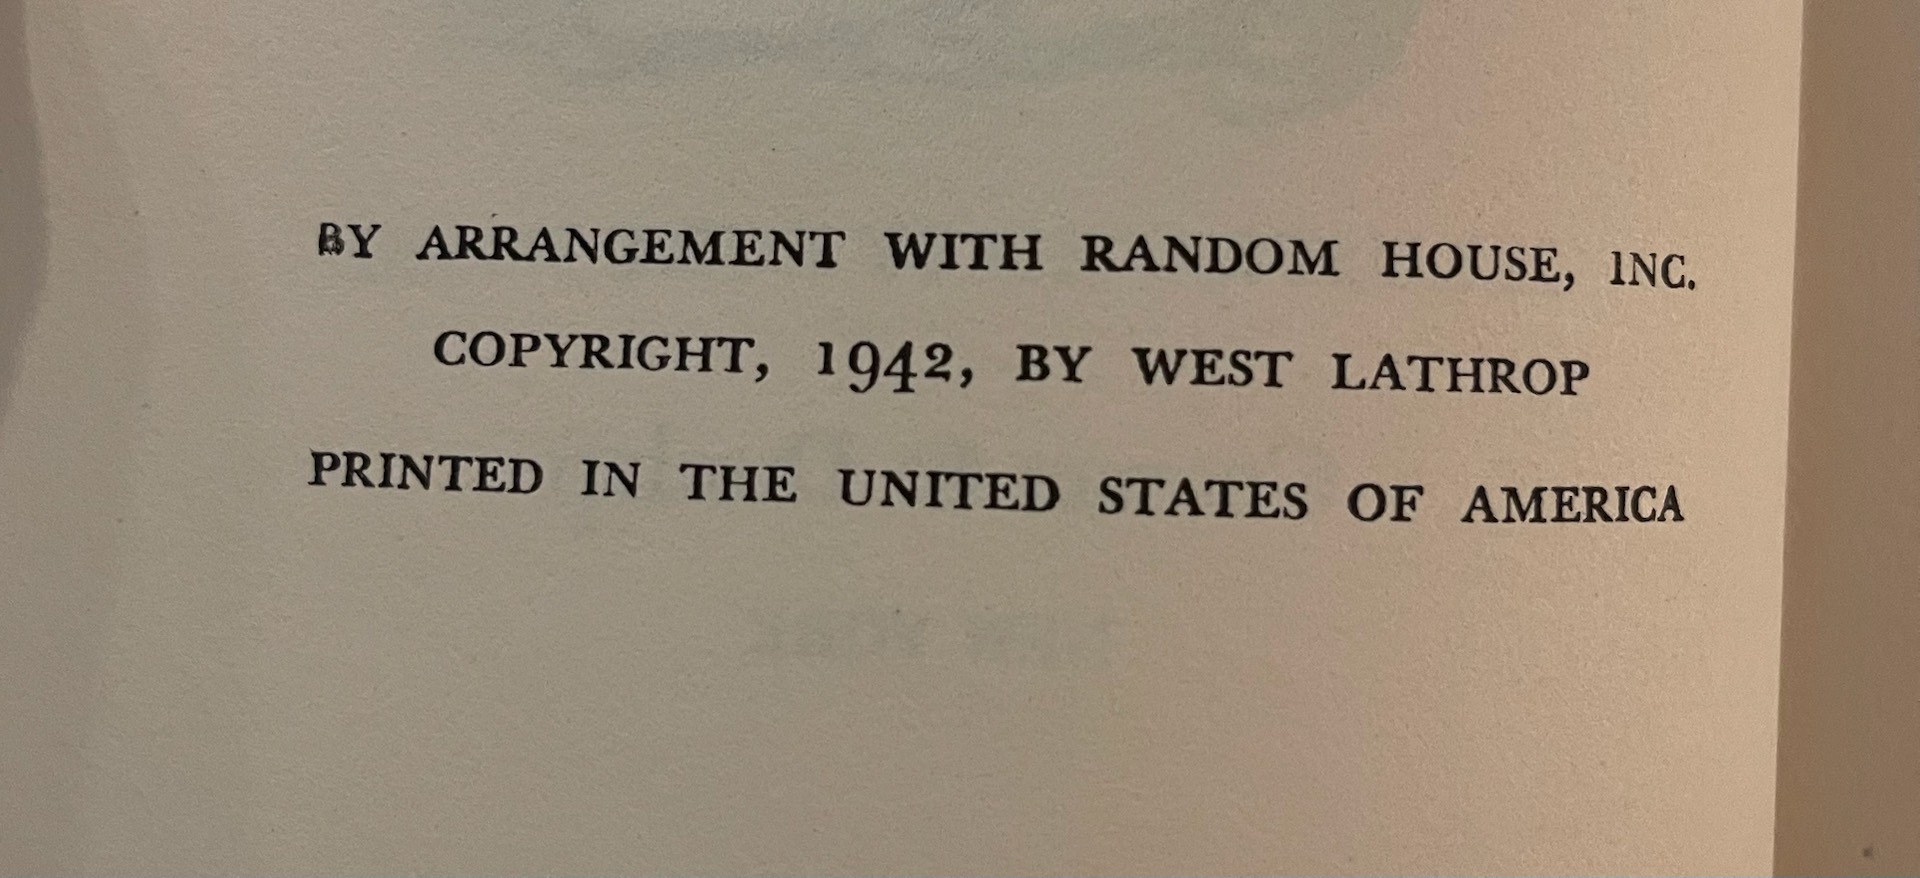 BY ARRANGEMENT WITH RANDOM HOUSE, INC.
COPYRIGHT, 1942, BY WEST LATHROP
PRINTED IN THE UNITED STATES OF AMERICA